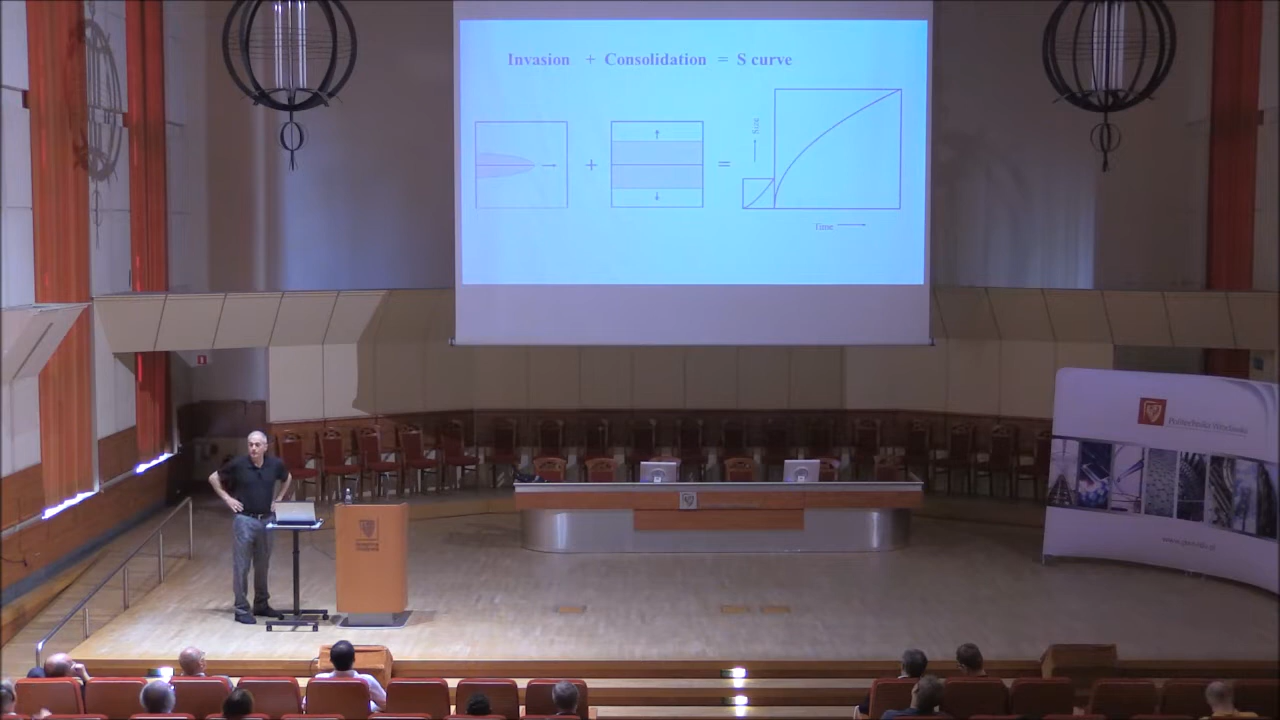 Invasion + Consolidation = S curve
+
=
Size
Time
Politechnika Wrocławska